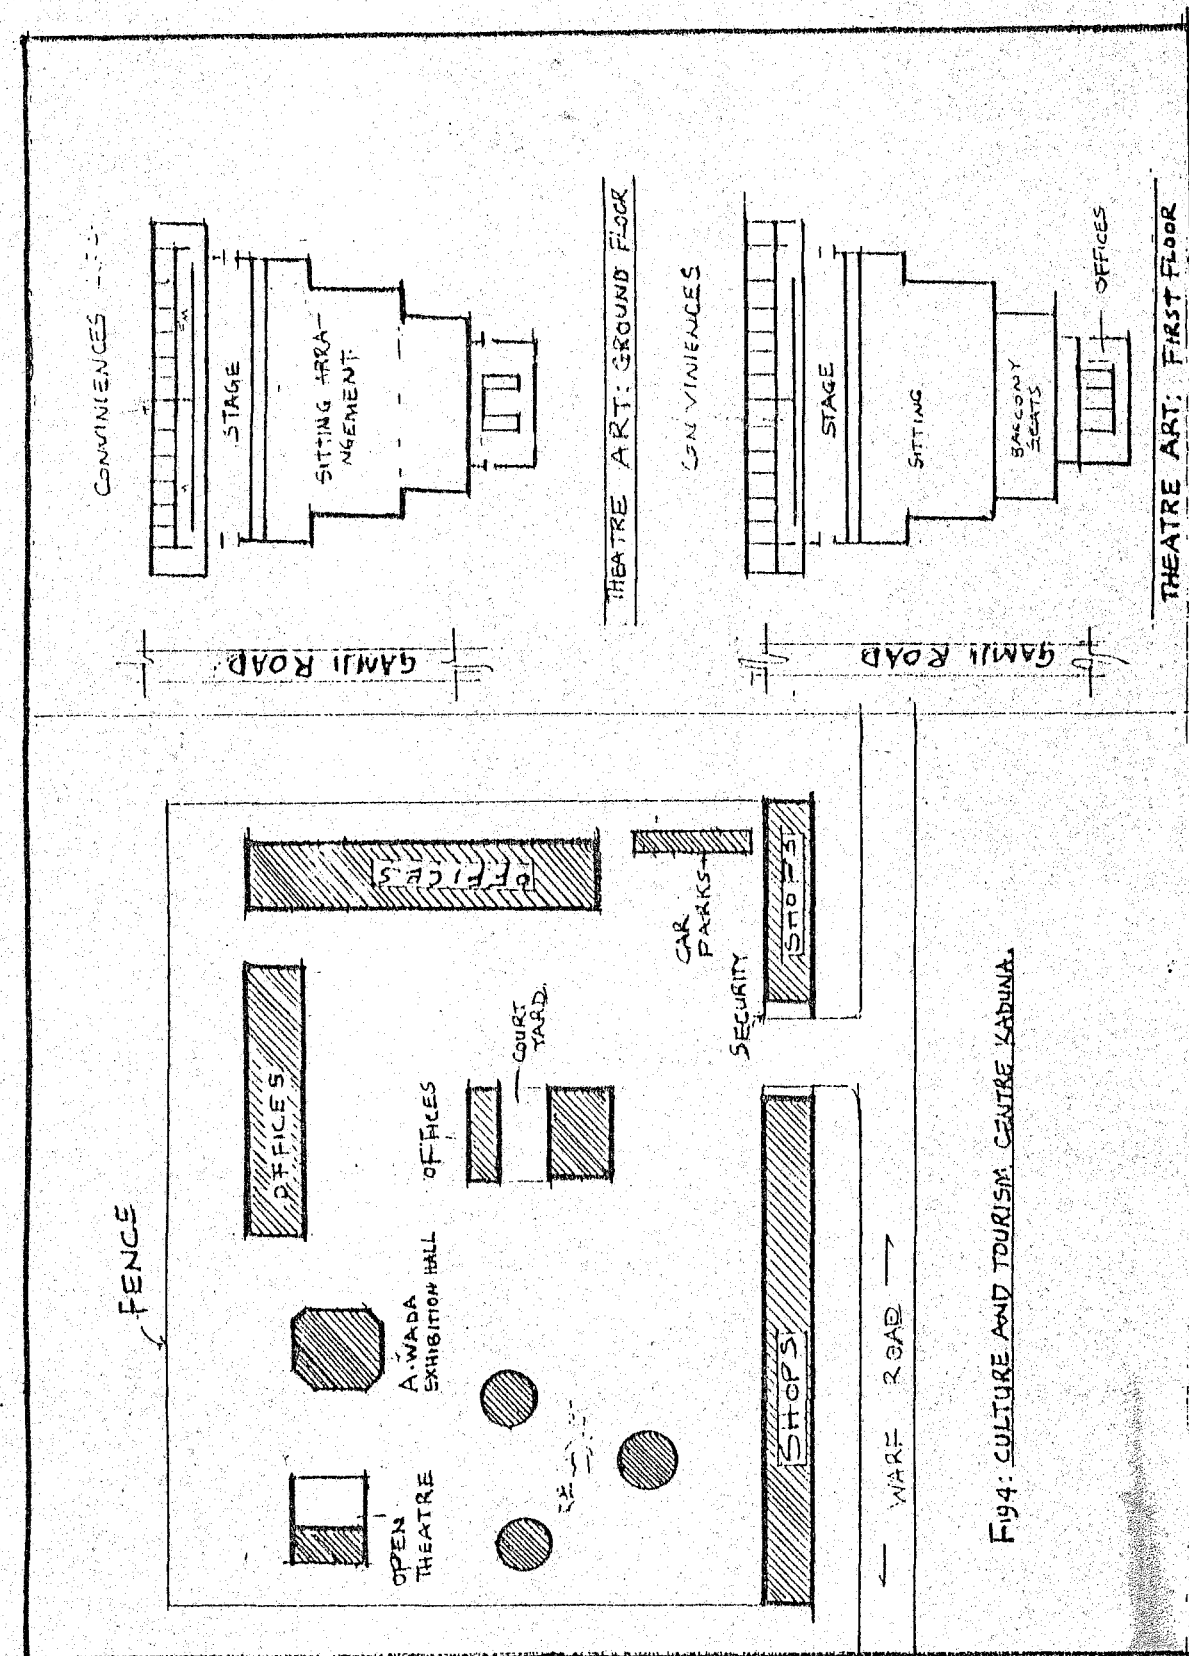 FENCE
OFFICES
OFFICES
OPEN
THEATRE
A. WADA
EXHIBITION HALL
OFFICES
COURT
YARD.
CAR
PARKS
SECURITY
SHOPS
SHOPS
WARF ROAD
Fig4: CULTURE AND TOURISM CENTRE KADUNA.
CONVINIENCES
STAGE
SITTING ARRA-
NGEMENT.
GAMJI ROAD
THEATRE ART: GROUND FLOOR
CONVINIENCES
STAGE
SITTING
BALCONY
SEATS
OFFICES
GAMJI ROAD
THEATRE ART: FIRST FLOOR